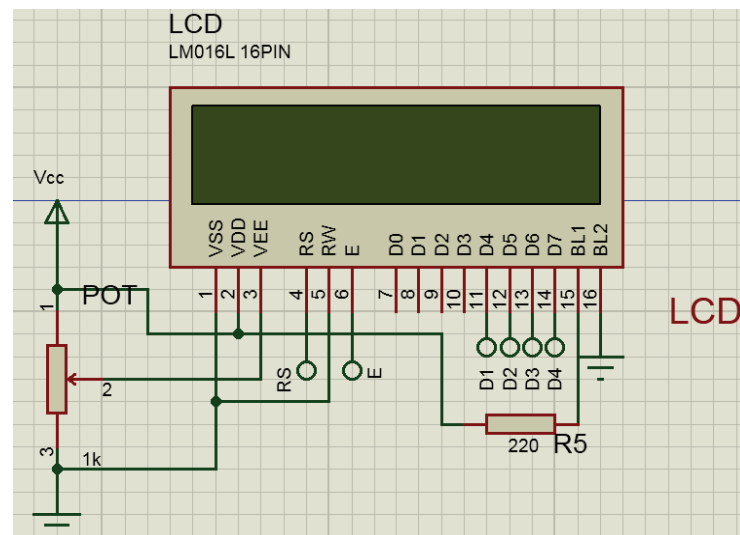 LCD
LM016L 16PIN
Vcc
VSS
VDD
VEE
RS
RW
E
D0
D1
D2
D3
D4
D5
D6
D7
BL1
BL2
1
2
3
4
5
6
7
8
9
10
11
12
13
14
15
16
1
POT
LCD
2
RS
E
D1
D2
D3
D4
3
1k
220
R5